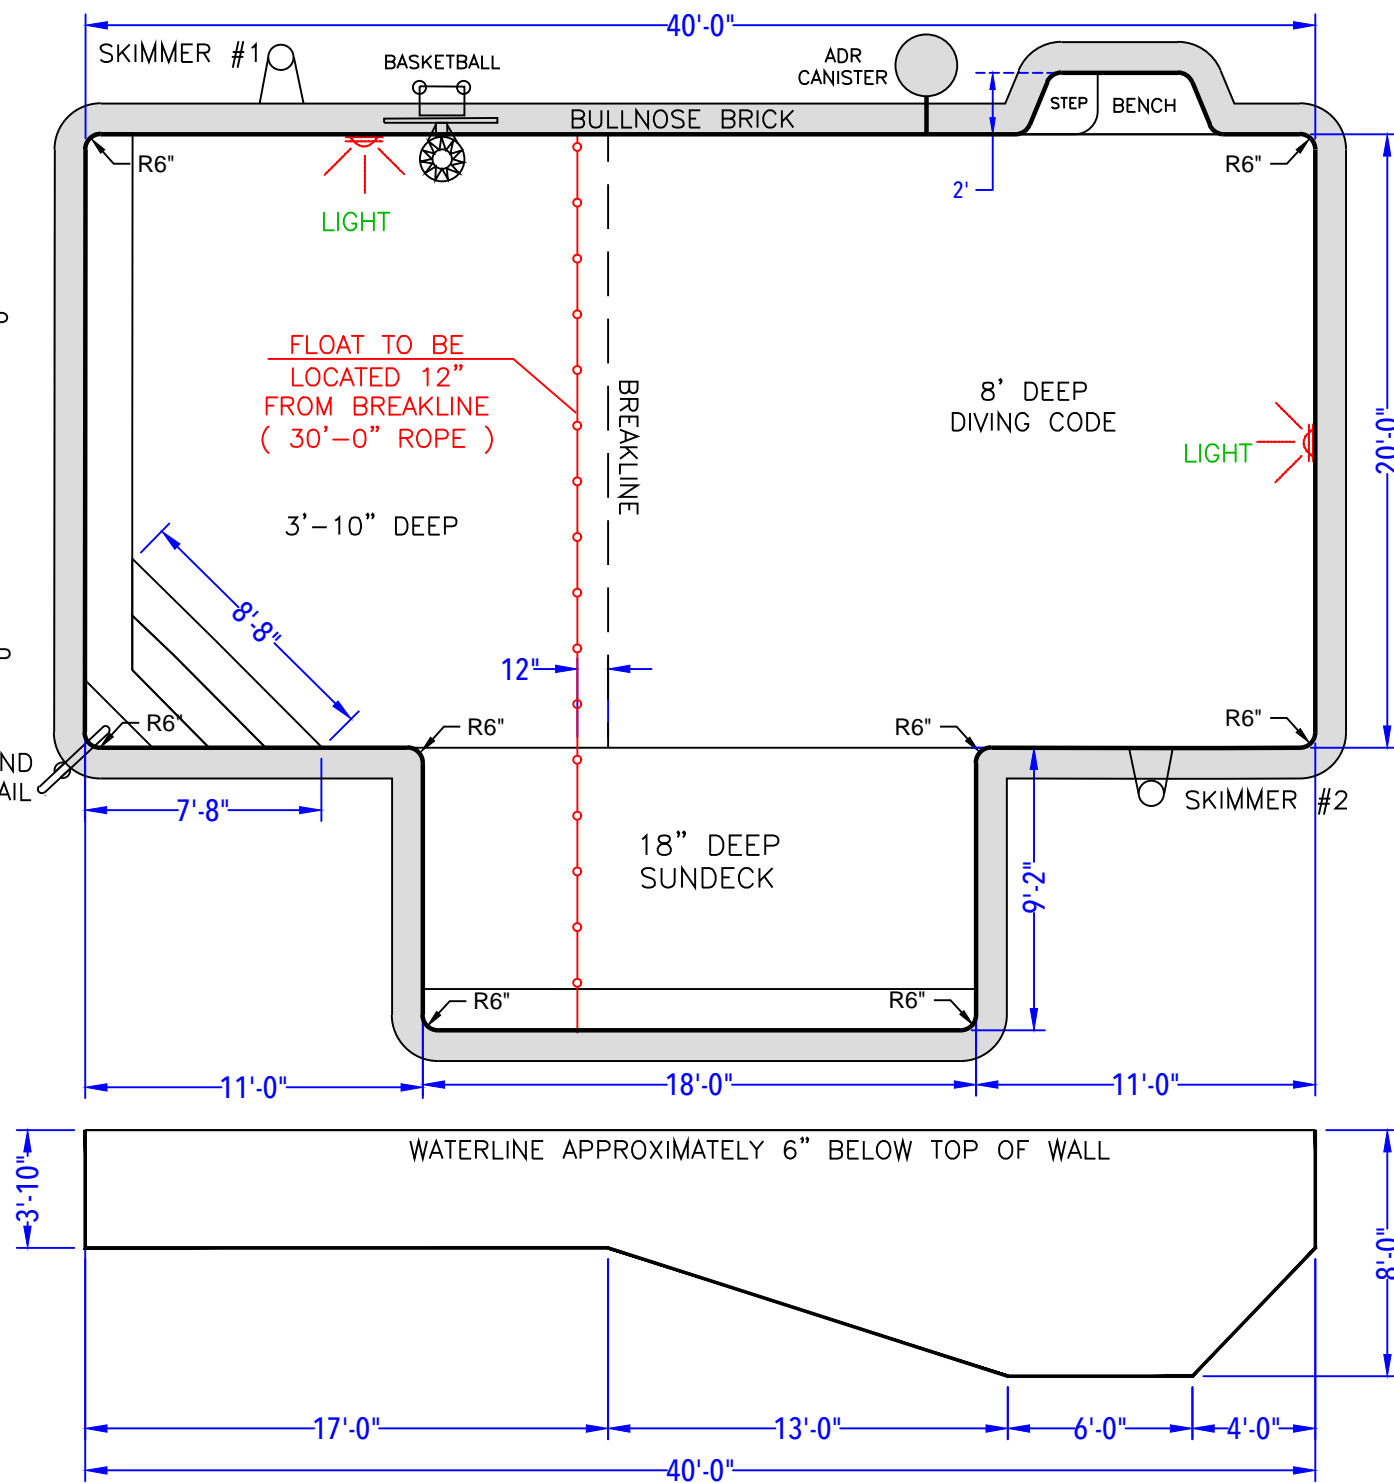 40'-0"
SKIMMER #1
BASKETBALL
ADR
CANISTER
BULLNOSE BRICK
STEP
BENCH
R6"
R6"
2'
LIGHT
FLOAT TO BE
LOCATED 12"
FROM BREAKLINE
( 30'-0" ROPE )
BREAKLINE
8' DEEP
DIVING CODE
LIGHT
20'-0"
3'-10" DEEP
8'-8"
12"
R6"
R6"
R6"
R6"
ND
AIL
7'-8"
SKIMMER #2
18" DEEP
SUNDECK
9'-2"
R6"
R6"
11'-0"
18'-0"
11'-0"
WATERLINE APPROXIMATELY 6" BELOW TOP OF WALL
3'-10"
8'-0"
17'-0"
13'-0"
6'-0"
4'-0"
40'-0"